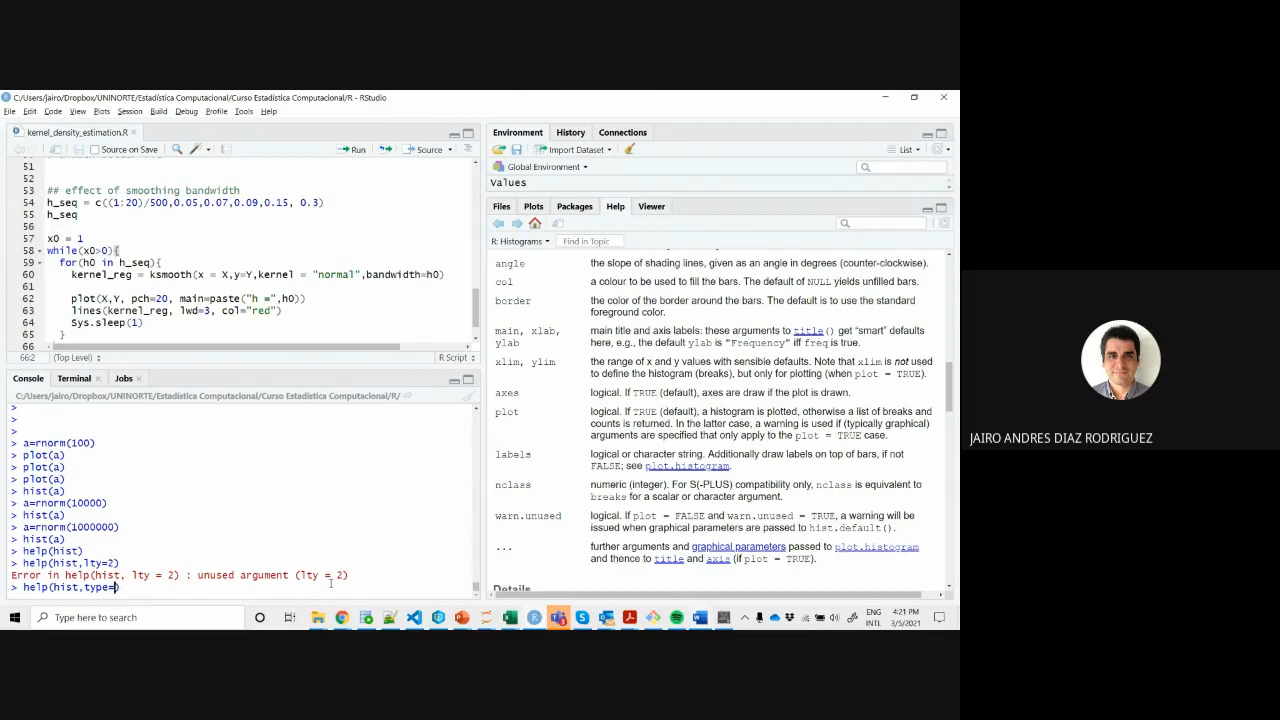 C:/Users/jairo/Dropbox/UNINORTE/Estadística Computacional/Curso Estadística Computacional/R - RStudio
File Edit Code View Plots Session Build Debug Profile Tools Help
kernel_density_estimation.R
Source on Save
Run
Source
51
52
53 ## effect of smoothing bandwidth
54 h_seq = c((1:20)/500,0.05,0.07,0.09,0.15, 0.3)
55 h_seq
56
57 x0 = 1
58 while(x0>0){
59 for(h0 in h_seq){
60 kernel_reg = ksmooth(x = X,y=Y,kernel = "normal",bandwidth=h0)
61
62 plot(X,Y, pch=20, main=paste("h =",h0))
63 lines(kernel_reg, lwd=3, col="red")
64 Sys.sleep(1)
65 }
66
66:2 (Top Level) R Script
Console Terminal Jobs
C:/Users/jairo/Dropbox/UNINORTE/Estadística Computacional/Curso Estadística Computacional/R/
>
>
>
> a=rnorm(100)
> plot(a)
> plot(a)
> plot(a)
> hist(a)
> a=rnorm(10000)
> hist(a)
> a=rnorm(1000000)
> hist(a)
> help(hist)
> help(hist,lty=2)
Error in help(hist, lty = 2) : unused argument (lty = 2)
> help(hist,type=)
Environment History Connections
Import Dataset
List
Global Environment
Values
Files Plots Packages Help Viewer
R: Histograms Find in Topic
angle the slope of shading lines, given as an angle in degrees (counter-clockwise).
col a colour to be used to fill the bars. The default of NULL yields unfilled bars.
border the color of the border around the bars. The default is to use the standard
foreground color.
main, xlab, main title and axis labels: these arguments to title() get “smart” defaults
ylab here, e.g., the default ylab is "Frequency" iff freq is true.
xlim, ylim the range of x and y values with sensible defaults. Note that xlim is not used
to define the histogram (breaks), but only for plotting (when plot = TRUE).
axes logical. If TRUE (default), axes are draw if the plot is drawn.
plot logical. If TRUE (default), a histogram is plotted, otherwise a list of breaks and
counts is returned. In the latter case, a warning is used if (typically graphical)
arguments are specified that only apply to the plot = TRUE case.
labels logical or character string. Additionally draw labels on top of bars, if not
FALSE; see plot.histogram.
nclass numeric (integer). For S(-PLUS) compatibility only, nclass is equivalent to
breaks for a scalar or character argument.
warn.unused logical. If plot = FALSE and warn.unused = TRUE, a warning will be
issued when graphical parameters are passed to hist.default().
... further arguments and graphical parameters passed to plot.histogram
and thence to title and axis (if plot = TRUE).
Details
JAIRO ANDRES DIAZ RODRIGUEZ
Type here to search
ENG
INTL
4:21 PM
3/5/2021